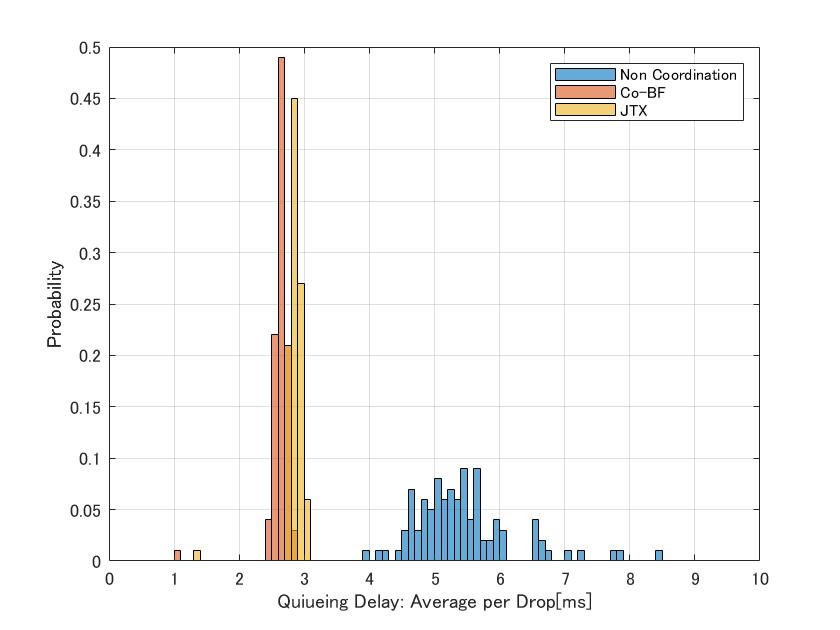 0.5
0.45
0.4
0.35
0.3
0.25
0.2
0.15
0.1
0.05
0
Probability
Non Coordination
Co-BF
JTX
0 1 2 3 4 5 6 7 8 9 10
Quiueing Delay: Average per Drop[ms]